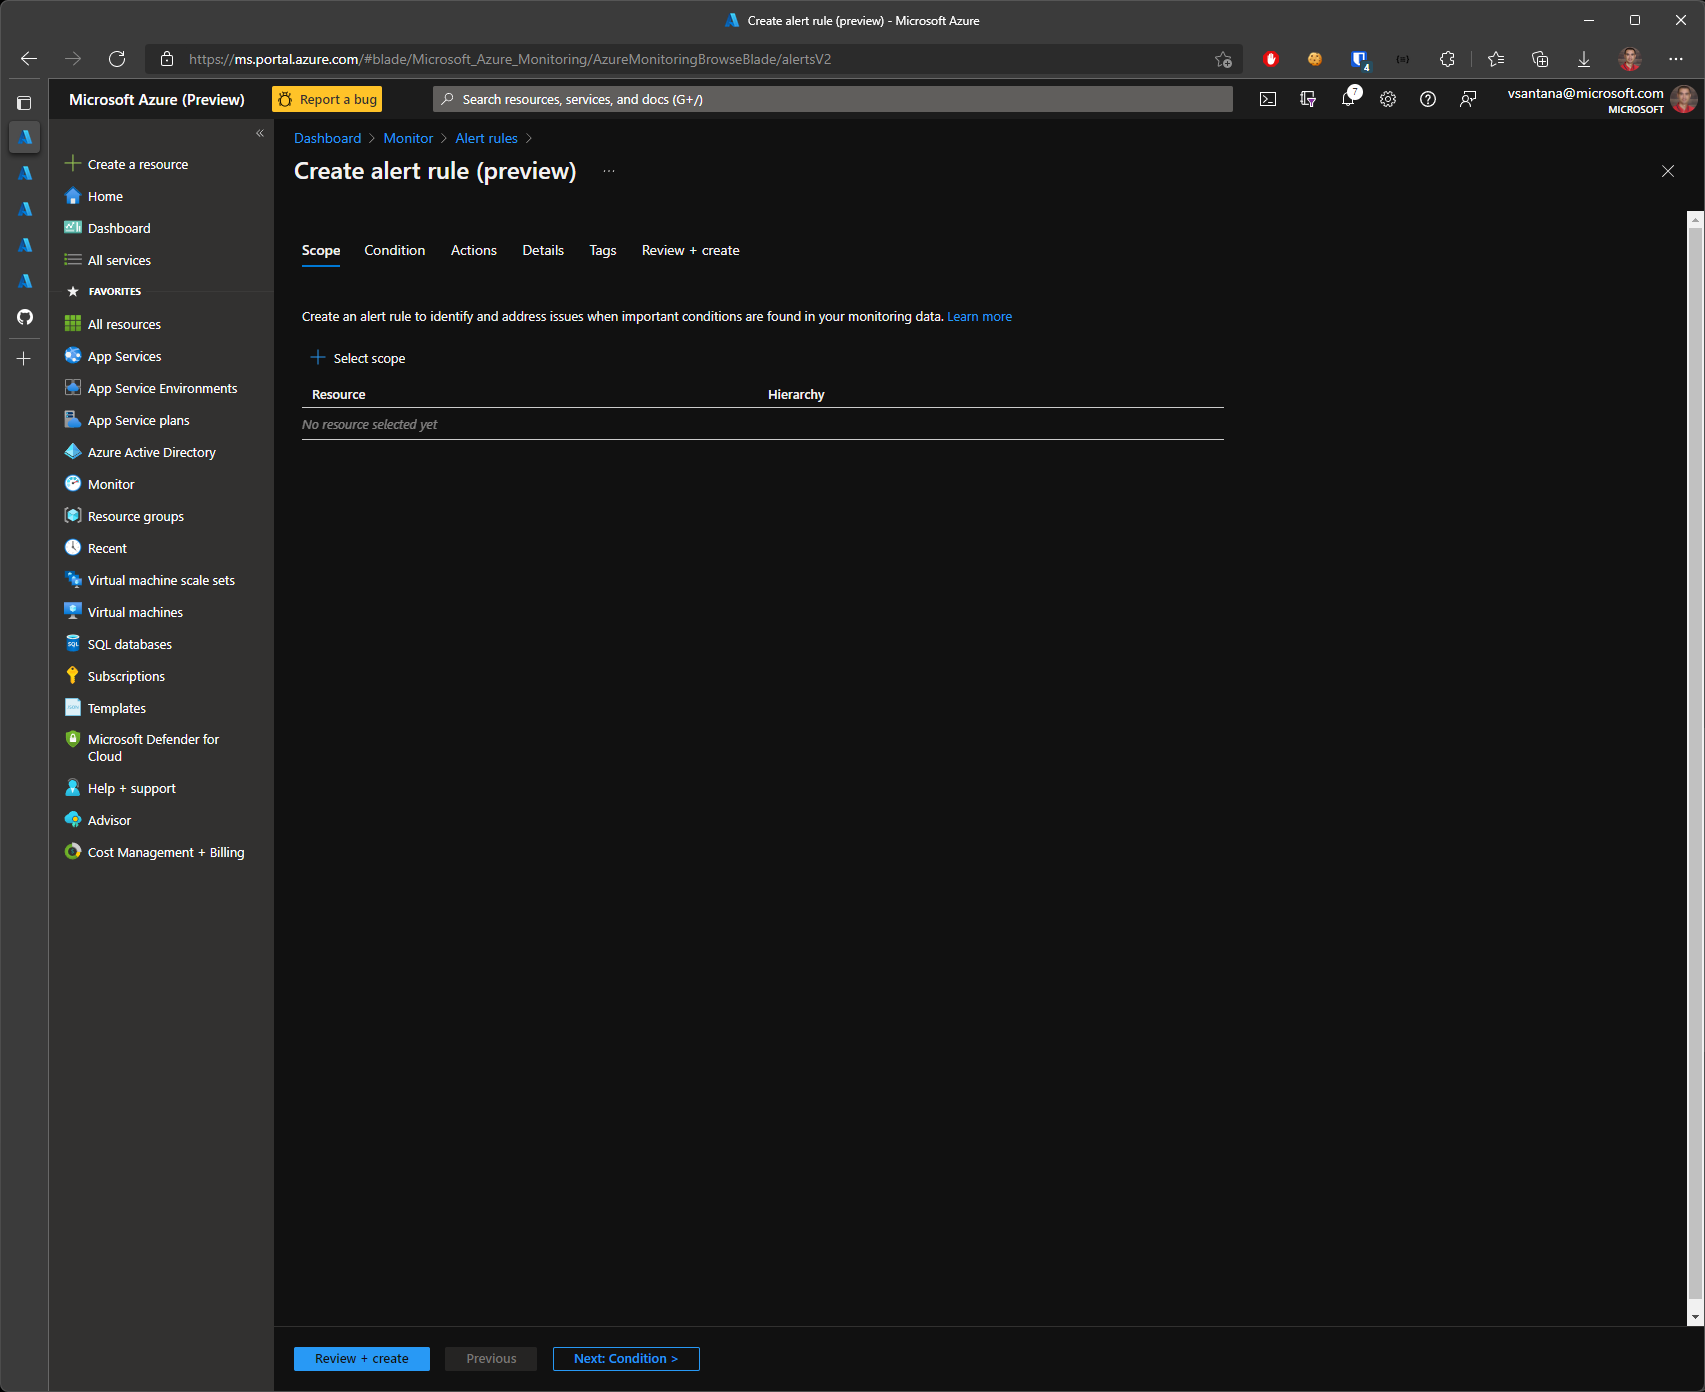 Create alert rule (preview) - Microsoft Azure
https://ms.portal.azure.com/#blade/Microsoft_Azure_Monitoring/AzureMonitoringBrowseBlade/alertsV2
4
Microsoft Azure (Preview)
Report a bug
Search resources, services, and docs (G+/)
7
vsantana@microsoft.com
MICROSOFT
«
Create a resource
Home
Dashboard
All services
FAVORITES
All resources
App Services
App Service Environments
App Service plans
Azure Active Directory
Monitor
Resource groups
Recent
Virtual machine scale sets
Virtual machines
SQL
SQL databases
Subscriptions
Templates
Microsoft Defender for
Cloud
Help + support
Advisor
Cost Management + Billing
Dashboard > Monitor > Alert rules >
Create alert rule (preview) ...
Scope Condition Actions Details Tags Review + create
Create an alert rule to identify and address issues when important conditions are found in your monitoring data. Learn more
Select scope
Resource Hierarchy
No resource selected yet
Review + create Previous Next: Condition >